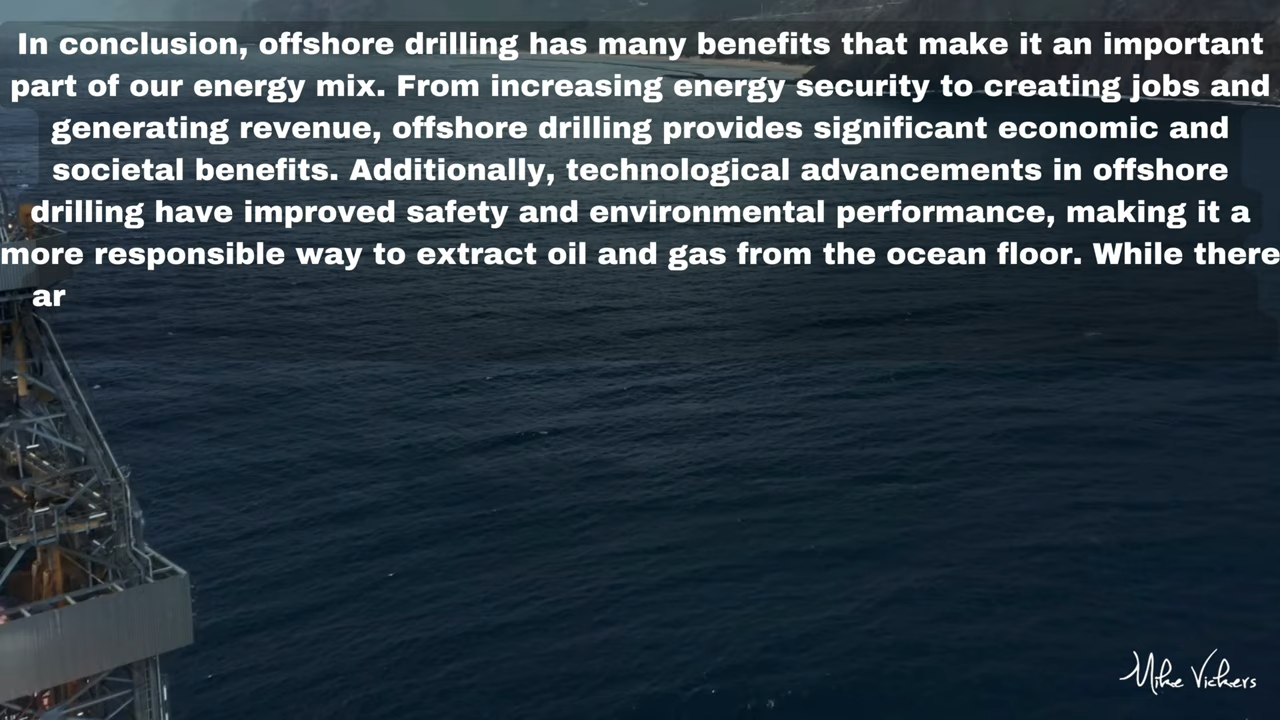 In conclusion, offshore drilling has many benefits that make it an important
part of our energy mix. From increasing energy security to creating jobs and
generating revenue, offshore drilling provides significant economic and
societal benefits. Additionally, technological advancements in offshore
drilling have improved safety and environmental performance, making it a
more responsible way to extract oil and gas from the ocean floor. While there
ar
Mike Vickers